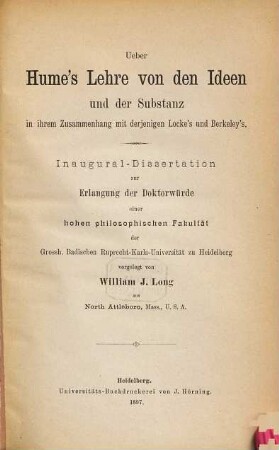 Ueber
Hume's Lehre von den Ideen
und der Substanz
in ihrem Zusammenhang mit derjenigen Locke's und Berkeley's.
Inaugural-Dissertation
zur
Erlangung der Doktorwürde
einer
hohen philosophischen Fakultät
der
Grossh. Badischen Ruprecht-Karls-Universität zu Heidelberg
vorgelegt von
William J. Long
aus
North Attleboro, Mass., U. S. A.
Heidelberg.
Universitäts-Buchdruckerei von J. Hörning.
1897.